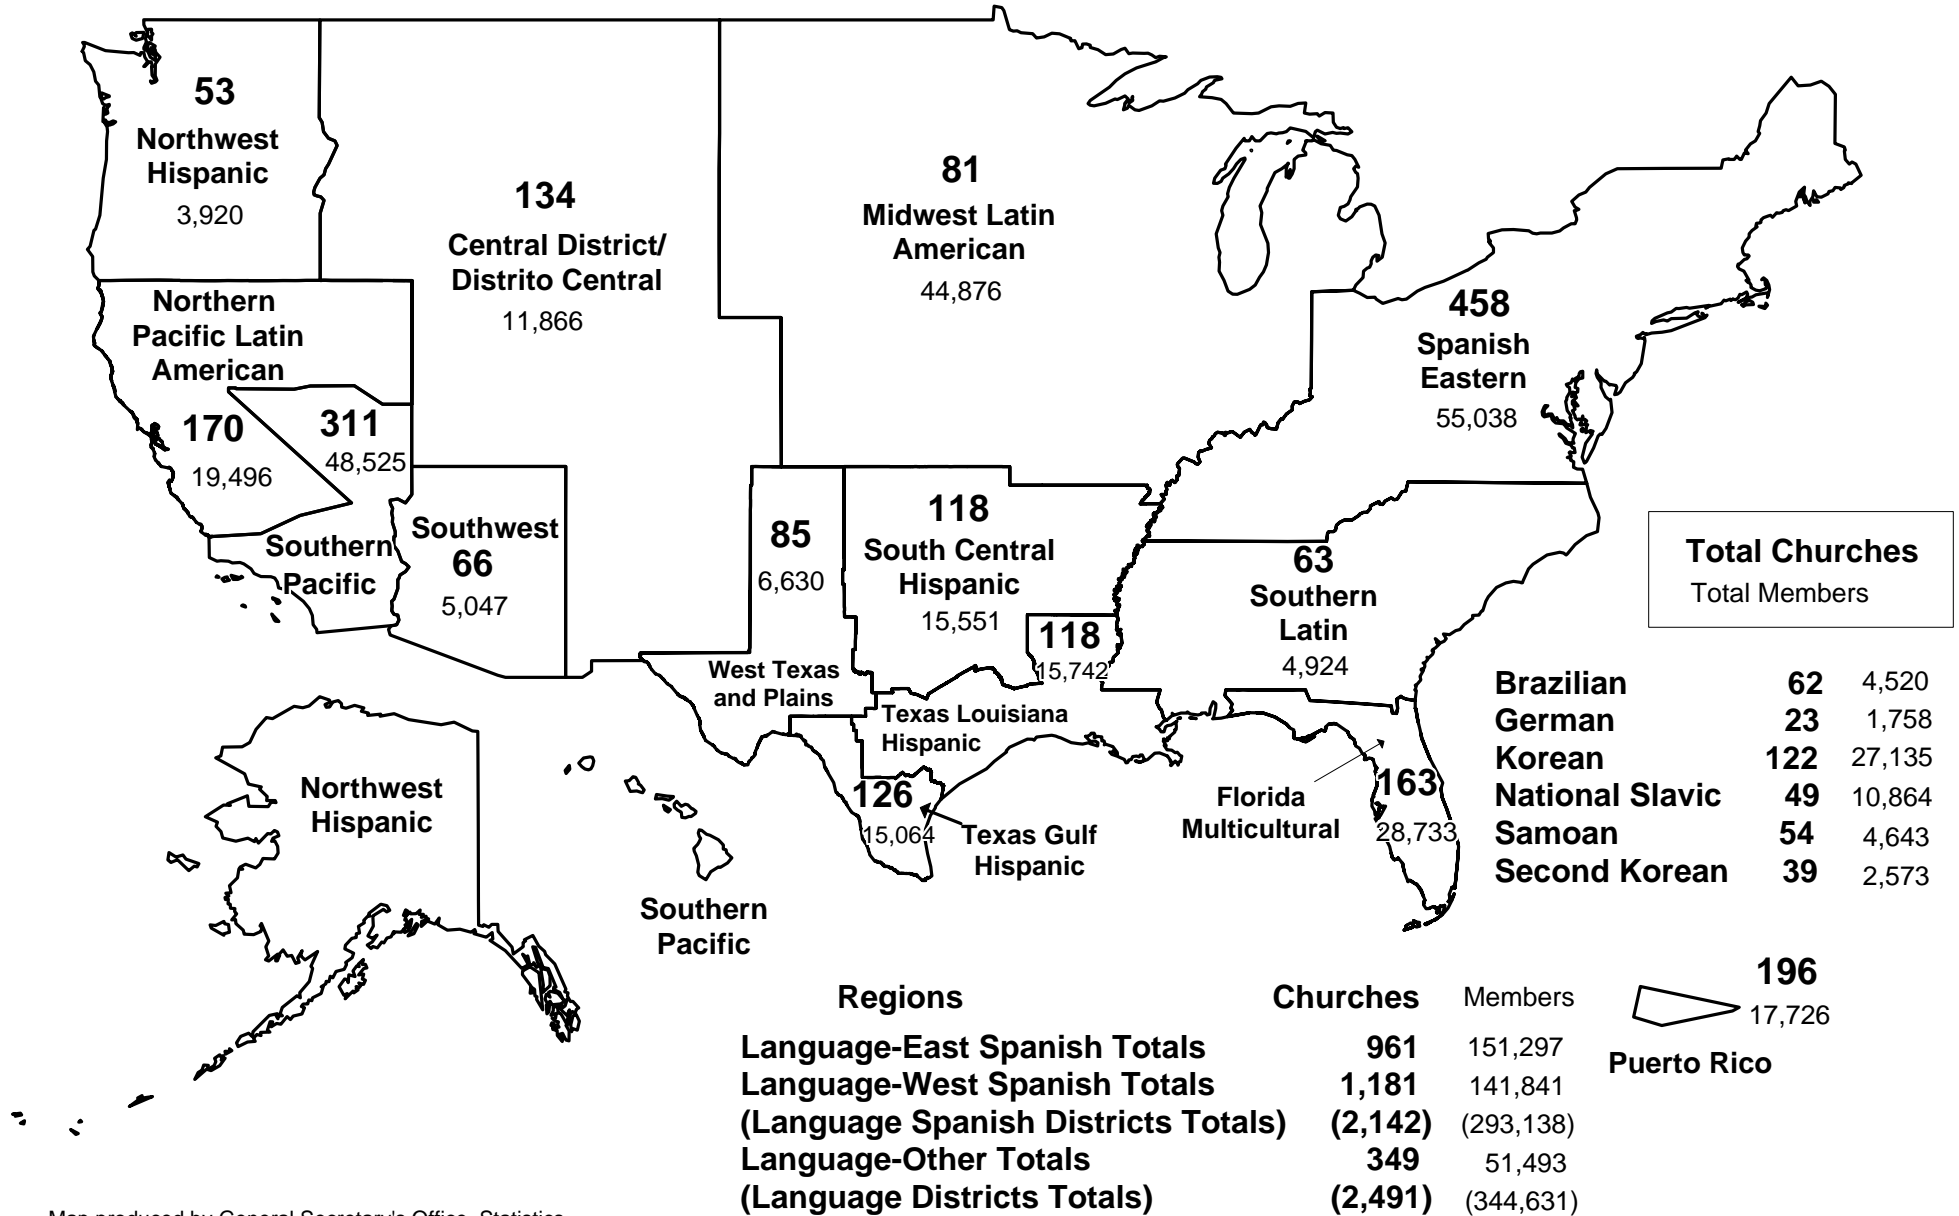 53
Northwest
Hispanic
3,920
134
Central District/
Distrito Central
11,866
81
Midwest Latin
American
44,876
458
Spanish
Eastern
55,038
Northern
Pacific Latin
American
170
19,496
311
48,525
Southern
Pacific
Southwest
66
5,047
85
6,630
West Texas
and Plains
118
South Central
Hispanic
15,551
118
15,742
Texas Louisiana
Hispanic
63
Southern
Latin
4,924
126
15,064
Texas Gulf
Hispanic
Florida
Multicultural
163
28,733
Northwest
Hispanic
Southern
Pacific
Total Churches
Total Members
Brazilian 62 4,520
German 23 1,758
Korean 122 27,135
National Slavic 49 10,864
Samoan 54 4,643
Second Korean 39 2,573
196
17,726
Puerto Rico
Regions Churches Members
Language-East Spanish Totals 961 151,297
Language-West Spanish Totals 1,181 141,841
(Language Spanish Districts Totals) (2,142) (293,138)
Language-Other Totals 349 51,493
(Language Districts Totals) (2,491) (344,631)
Map produced by General Secretary's Office, Statistics